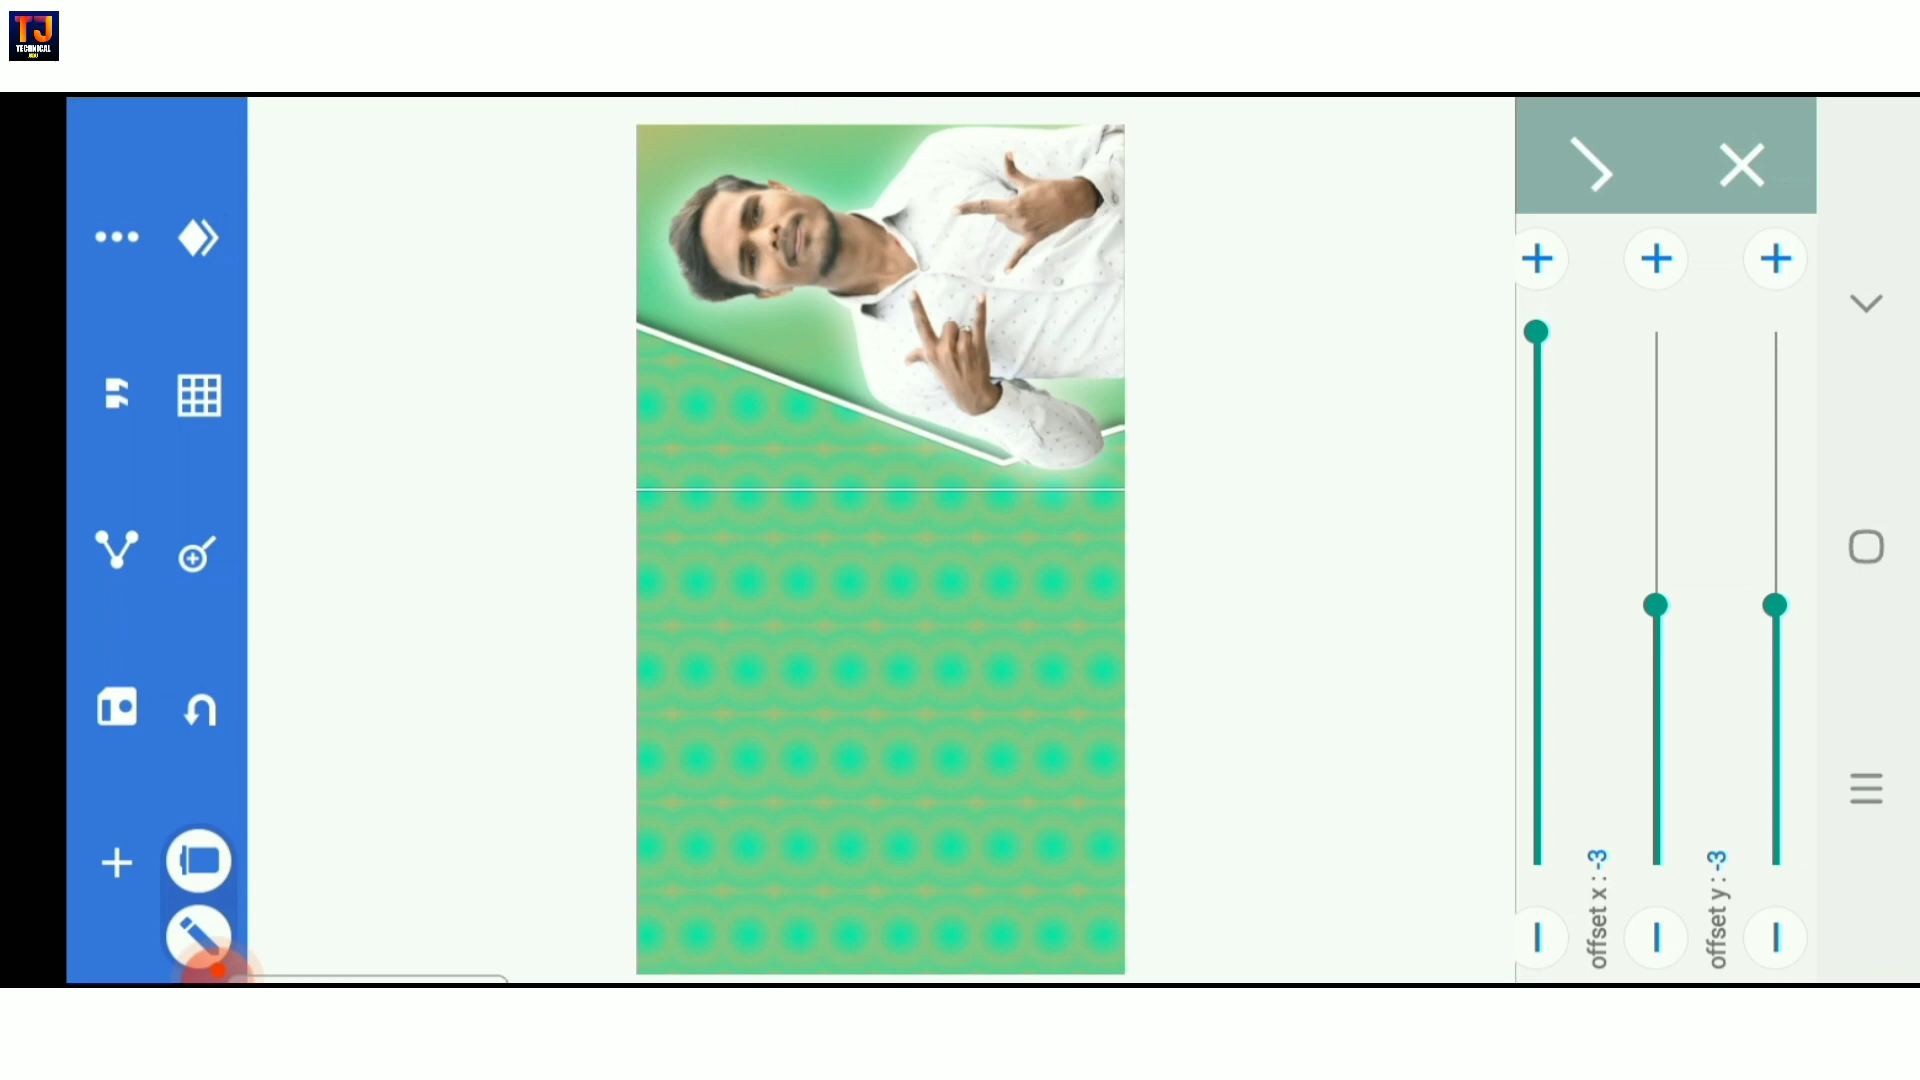 TJ
TECHNICAL
offset x : -3
offset y : -3